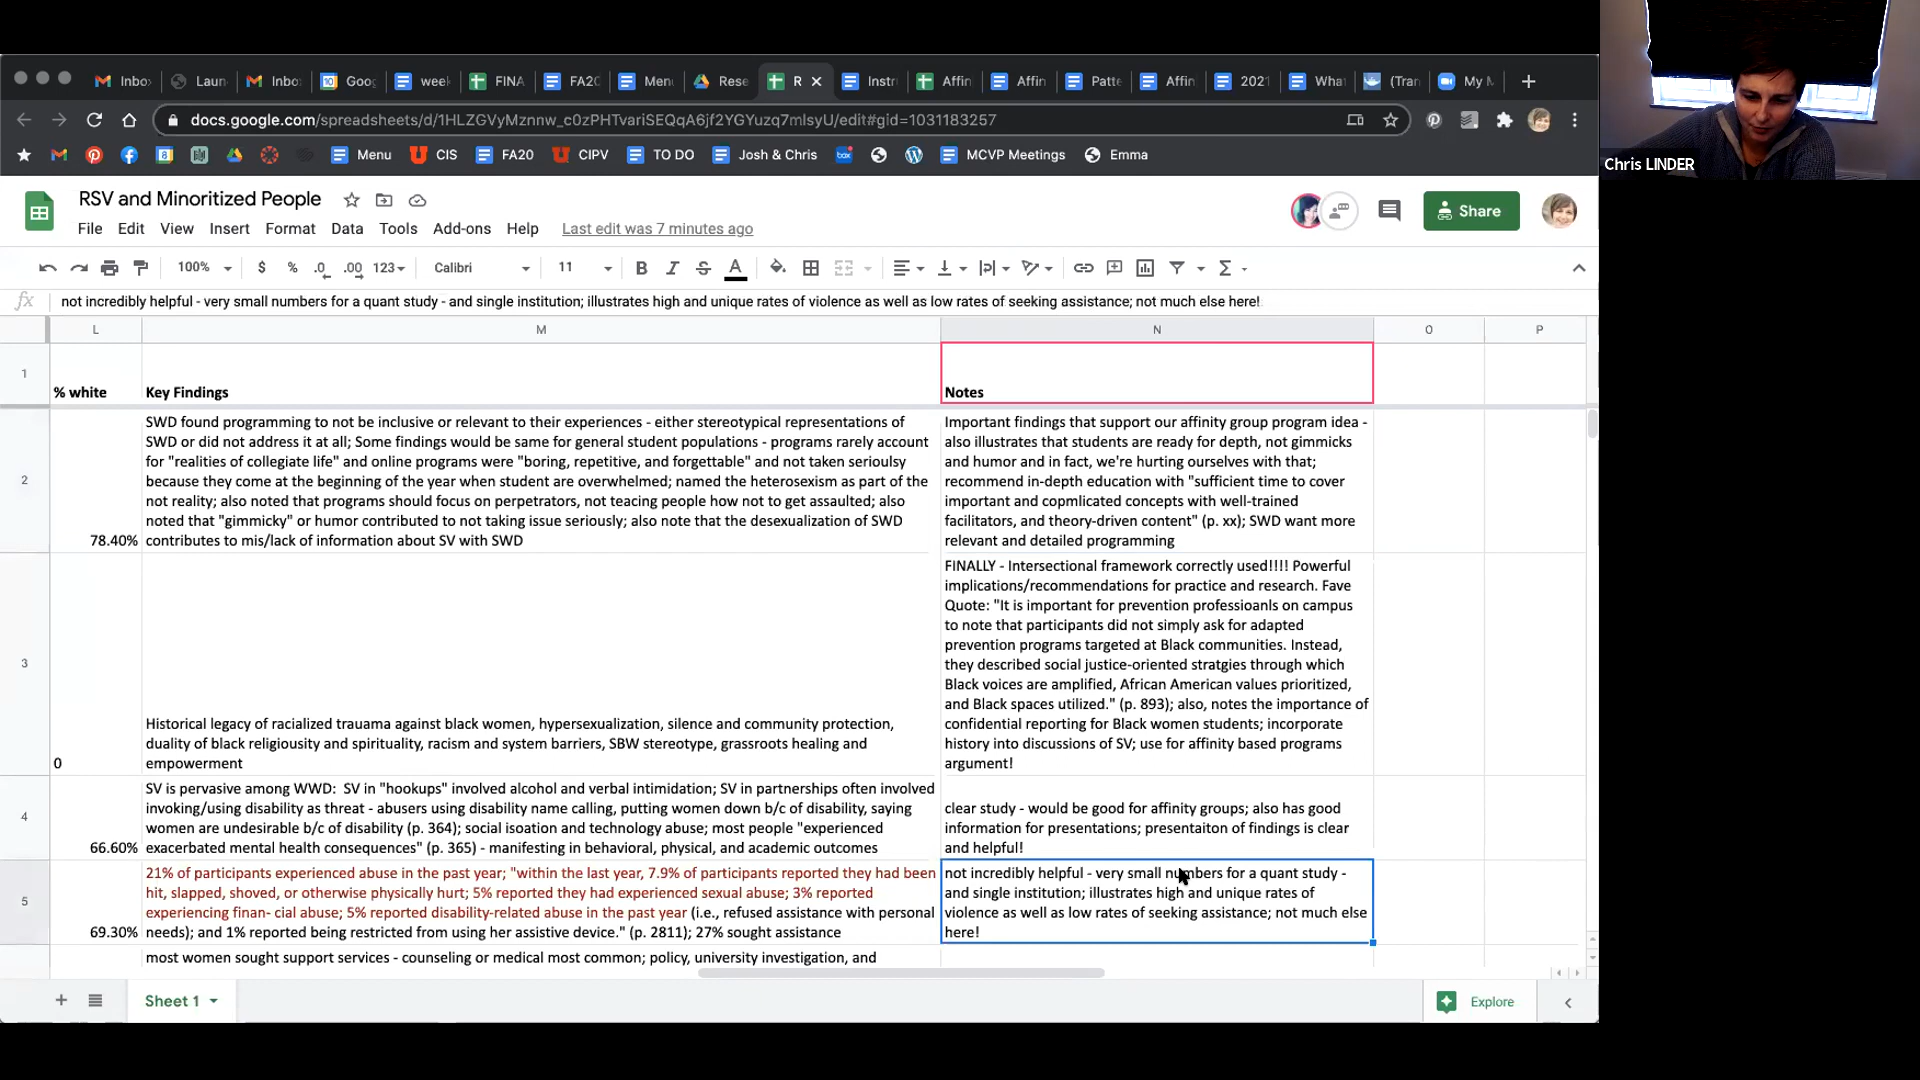 Inbo
Laun
Inbo
Goo
week
FINA
FA20
Menu
Rese
R
Instr
Affin
Affin
Patte
Affin
2021
What
(Tran
My M
docs.google.com/spreadsheets/d/1HLZGVyMznnw_c0zPHTvariSEQqA6jf2YGYuzq7mlsyU/edit#gid=1031183257
Menu
CIS
FA20
CIPV
TO DO
Josh & Chris
box
MCVP Meetings
Emma
Chris LINDER
RSV and Minoritized People
File Edit View Insert Format Data Tools Add-ons Help Last edit was 7 minutes ago
Share
100% $ % .0 .00 123 Calibri 11 B I S A
fx not incredibly helpful - very small numbers for a quant study - and single institution; illustrates high and unique rates of violence as well as low rates of seeking assistance; not much else here!
L M N O P
1
% white
Key Findings
Notes
2
78.40%
SWD found programming to not be inclusive or relevant to their experiences - either stereotypical representations of
SWD or did not address it at all; Some findings would be same for general student populations - programs rarely account
for "realities of collegiate life" and online programs were "boring, repetitive, and forgettable" and not taken serioulsy
because they come at the beginning of the year when student are overwhelmed; named the heterosexism as part of the
not reality; also noted that programs should focus on perpetrators, not teacing people how not to get assaulted; also
noted that "gimmicky" or humor contributed to not taking issue seriously; also note that the desexualization of SWD
contributes to mis/lack of information about SV with SWD
Important findings that support our affinity group program idea -
also illustrates that students are ready for depth, not gimmicks
and humor and in fact, we're hurting ourselves with that;
recommend in-depth education with "sufficient time to cover
important and copmlicated concepts with well-trained
facilitators, and theory-driven content" (p. xx); SWD want more
relevant and detailed programming
3
0
Historical legacy of racialized trauama against black women, hypersexualization, silence and community protection,
duality of black religiousity and spirituality, racism and system barriers, SBW stereotype, grassroots healing and
empowerment
FINALLY - Intersectional framework correctly used!!!! Powerful
implications/recommendations for practice and research. Fave
Quote: "It is important for prevention professioanls on campus
to note that participants did not simply ask for adapted
prevention programs targeted at Black communities. Instead,
they described social justice-oriented stratgies through which
Black voices are amplified, African American values prioritized,
and Black spaces utilized." (p. 893); also, notes the importance of
confidential reporting for Black women students; incorporate
history into discussions of SV; use for affinity based programs
argument!
4
66.60%
SV is pervasive among WWD: SV in "hookups" involved alcohol and verbal intimidation; SV in partnerships often involved
invoking/using disability as threat - abusers using disability name calling, putting women down b/c of disability, saying
women are undesirable b/c of disability (p. 364); social isoation and technology abuse; most people "experienced
exacerbated mental health consequences" (p. 365) - manifesting in behavioral, physical, and academic outcomes
clear study - would be good for affinity groups; also has good
information for presentations; presentaiton of findings is clear
and helpful!
5
69.30%
21% of participants experienced abuse in the past year; "within the last year, 7.9% of participants reported they had been
hit, slapped, shoved, or otherwise physically hurt; 5% reported they had experienced sexual abuse; 3% reported
experiencing finan- cial abuse; 5% reported disability-related abuse in the past year (i.e., refused assistance with personal
needs); and 1% reported being restricted from using her assistive device." (p. 2811); 27% sought assistance
not incredibly helpful - very small numbers for a quant study -
and single institution; illustrates high and unique rates of
violence as well as low rates of seeking assistance; not much else
here!
most women sought support services - counseling or medical most common; policy, university investigation, and
Sheet 1
Explore